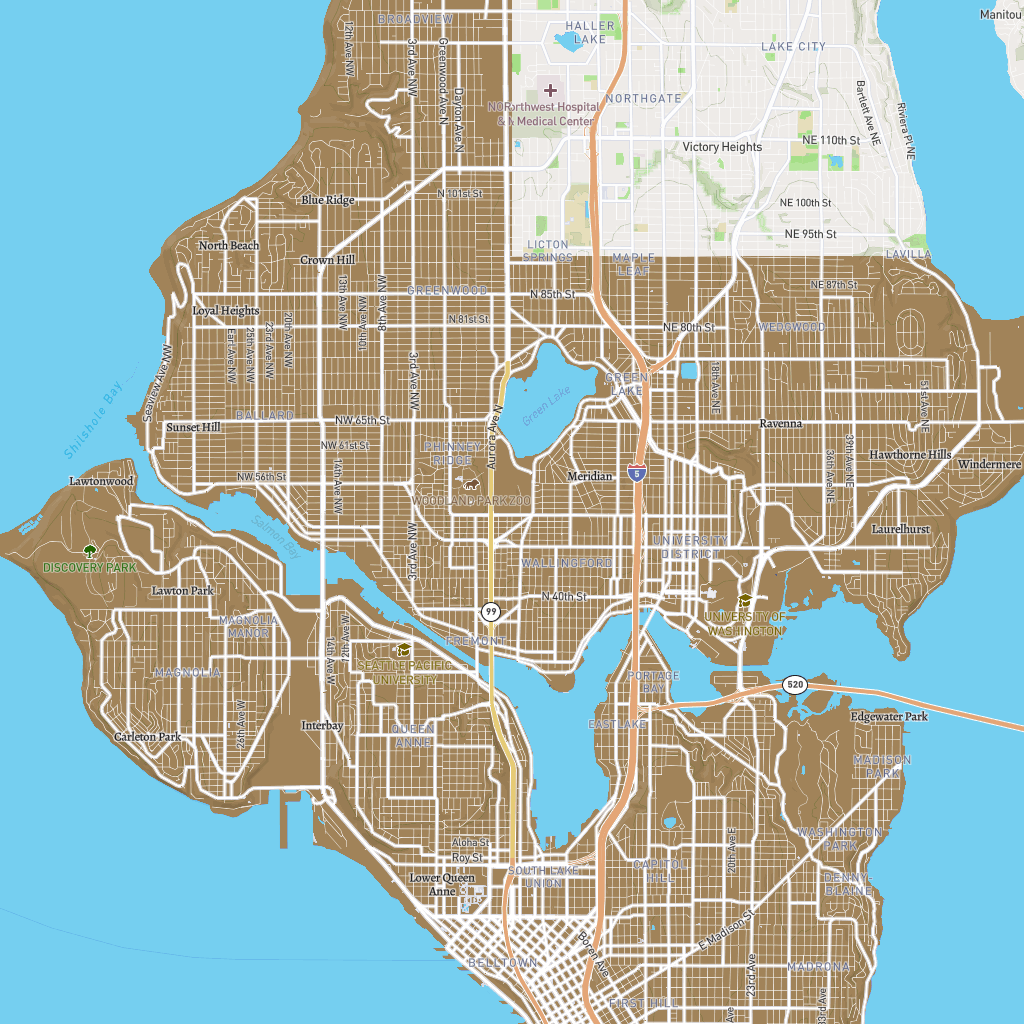 BROADVIEW
12th Ave NW
3rd Ave NW
Greenwood Ave N
Dayton Ave N
HALLER
LAKE
LAKE CITY
Manitou
NORTHGATE
Northwest Hospital
& Medical Center
Bartlett Ave NE
Riviera Pl NE
Victory Heights
NE 110th St
N 101st St
Blue Ridge
NE 100th St
NE 95th St
North Beach
Crown Hill
LICTON
SPRINGS
MAPLE
LEAF
LAVILLA
13th Ave NW
10th Ave NW
8th Ave NW
GREENWOOD
N 85th St
NE 87th St
Loyal Heights
N 81st St
NE 80th St
WEDGWOOD
Earl Ave NW
25th Ave NW
23rd Ave NW
20th Ave NW
Seaview Ave NW
3rd Ave NW
GREEN
LAKE
Green Lake
18th Ave NE
51st Ave NE
Shilshole Bay
BALLARD
NW 65th St
Aurora Ave N
Sunset Hill
Ravenna
NW 61st St
PHINNEY
RIDGE
36th Ave NE
39th Ave NE
Hawthorne Hills
Windermere
Lawtonwood
NW 56th St
14th Ave NW
Meridian
5
WOODLAND PARK ZOO
Salmon Bay
3rd Ave NW
Laurelhurst
UNIVERSITY
DISTRICT
DISCOVERY PARK
WALLINGFORD
Lawton Park
N 40th St
99
MAGNOLIA
MANOR
UNIVERSITY OF
WASHINGTON
FREMONT
12th Ave W
14th Ave W
SEATTLE PACIFIC
UNIVERSITY
MAGNOLIA
PORTAGE
BAY
520
26th Ave W
Interbay
EASTLAKE
Edgewater Park
Carleton Park
QUEEN
ANNE
MADISON
PARK
WASHINGTON
PARK
20th Ave E
Aloha St
Roy St
SOUTH LAKE
UNION
CAPITOL
HILL
Lower Queen
Anne
DENNY-
BLAINE
E Madison St
Boren Ave
BELLTOWN
23rd Ave
MADRONA
FIRST HILL